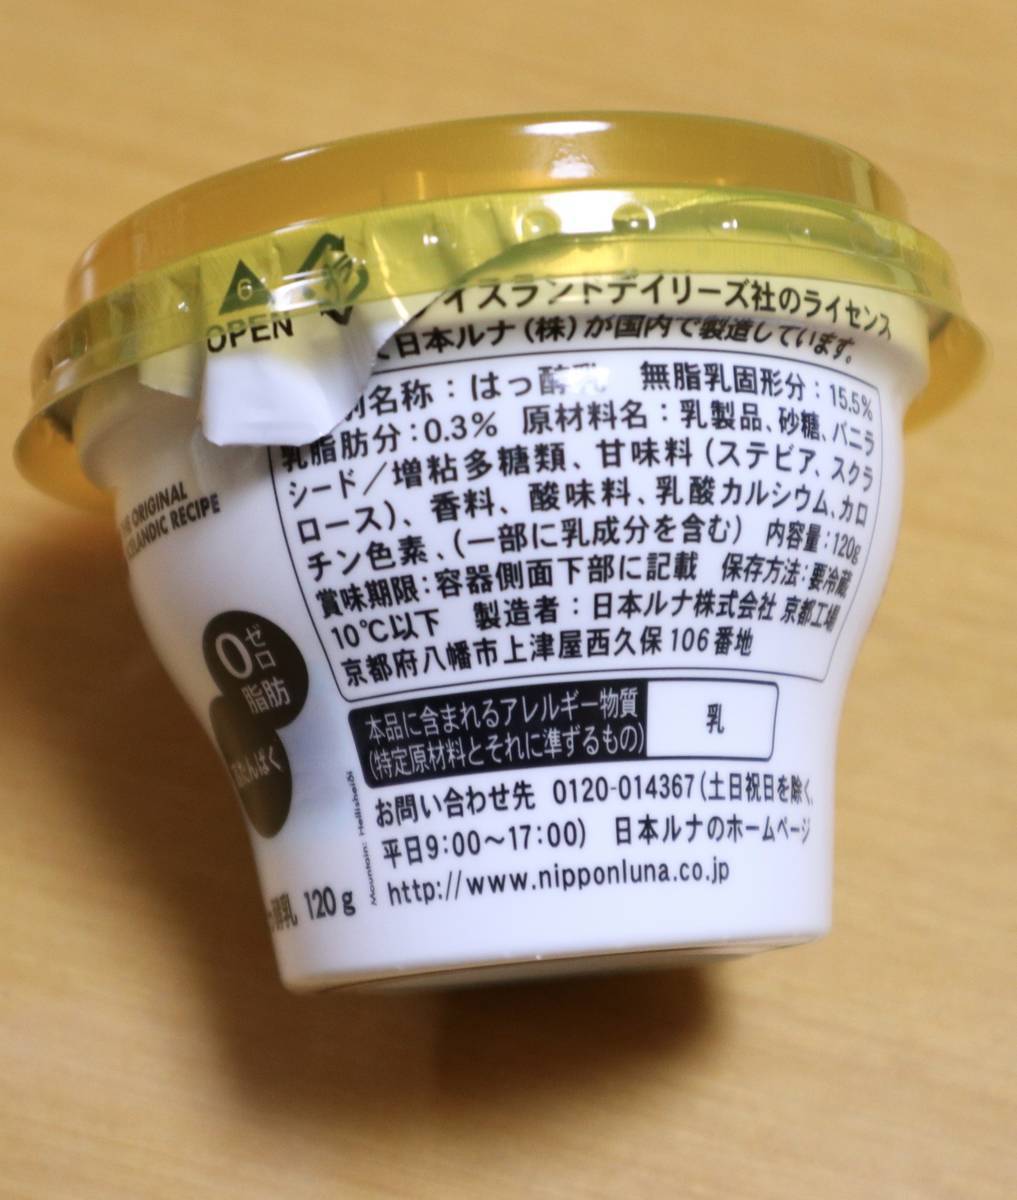 6
OPEN
イスランドデイリーズ社のライセンス
て日本ルナ(株)が国内で製造しています。
別名称:はっ酵乳 無脂乳固形分:15.5%
乳脂肪分:0.3% 原材料名:乳製品、砂糖、バニラ
シード/増粘多糖類、甘味料(ステビア、スクラ
ロース)、香料、酸味料、乳酸カルシウム、カロ
チン色素、(一部に乳成分を含む) 内容量:120g
賞味期限:容器側面下部に記載 保存方法:要冷蔵
10℃以下 製造者:日本ルナ株式会社 京都工場
京都府八幡市上津屋西久保106番地
本品に含まれるアレルギー物質
(特定原材料とそれに準ずるもの)
乳
お問い合わせ先 0120-014367(土日祝日を除く、
平日9:00~17:00) 日本ルナのホームページ
http://www.nipponluna.co.jp
ORIGINAL
RECIPE
0ゼロ
脂肪
たんぱく
Mountain: Hellisheiði
酵乳 120g